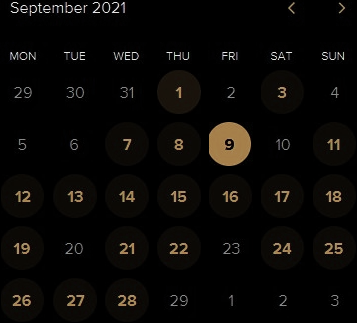 September 2021
MON TUE WED THU FRI SAT SUN
29 30 31 1 2 3 4
5 6 7 8 9 10 11
12 13 14 15 16 17 18
19 20 21 22 23 24 25
26 27 28 29 1 2 3